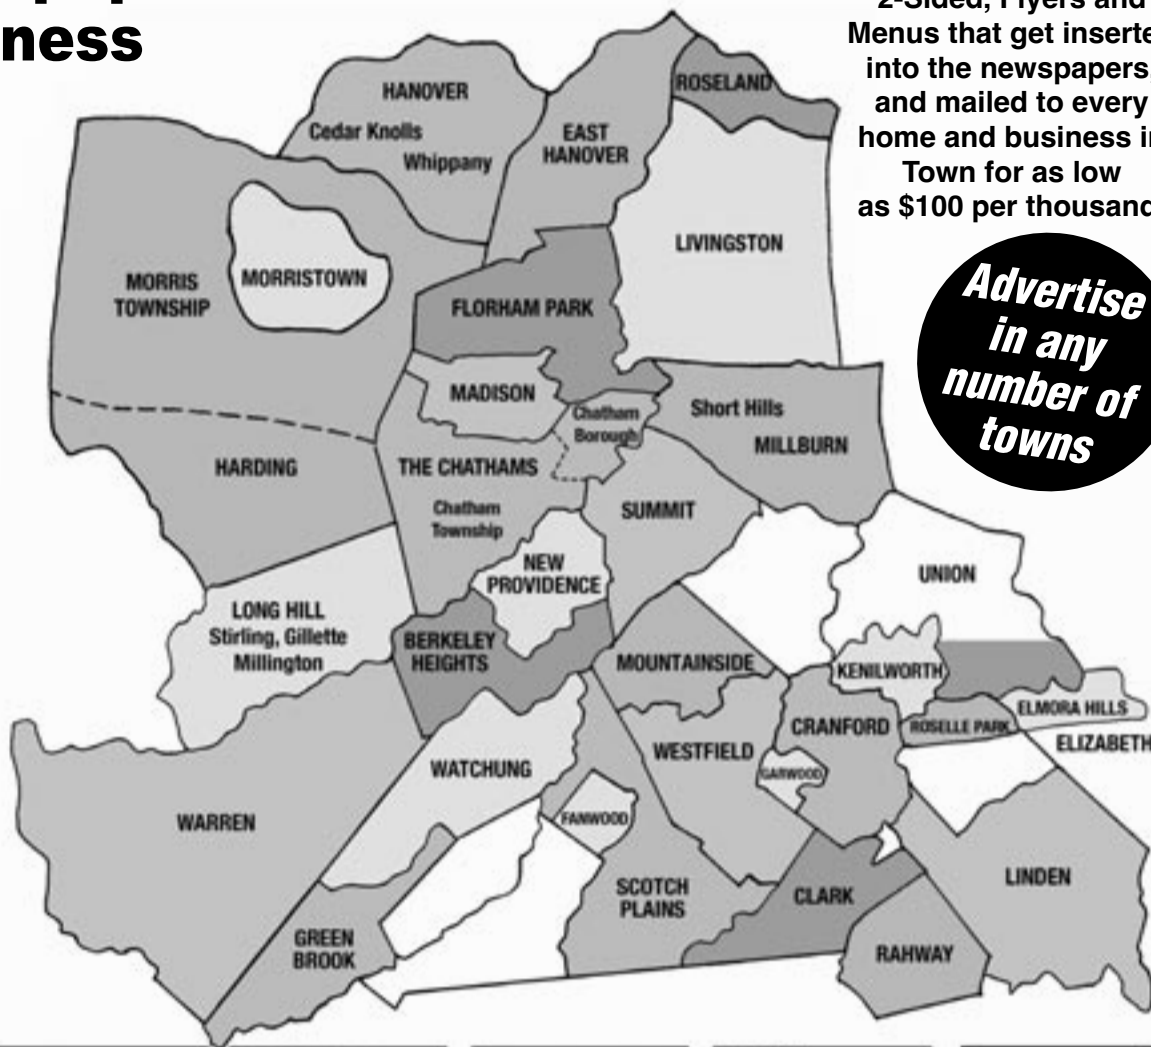 ness
2-Sided, Flyers and
Menus that get inserte
into the newspapers,
and mailed to every
home and business i
Town for as low
as $100 per thousand
Advertise
in any
number of
towns
HANOVER
Cedar Knolls
Whippany
EAST
HANOVER
ROSELAND
LIVINGSTON
MORRIS
TOWNSHIP
MORRISTOWN
FLORHAM PARK
MADISON
Chatham
Borough
Short Hills
MILLBURN
HARDING
THE CHATHAMS
Chatham
Township
SUMMIT
NEW
PROVIDENCE
UNION
LONG HILL
Stirling, Gillette
Millington
BERKELEY
HEIGHTS
MOUNTAINSIDE
KENILWORTH
ELMORA HILLS
ROSELLE PARK
ELIZABETH
CRANFORD
WESTFIELD
GARWOOD
WATCHUNG
FANWOOD
WARREN
SCOTCH
PLAINS
CLARK
LINDEN
GREEN
BROOK
RAHWAY